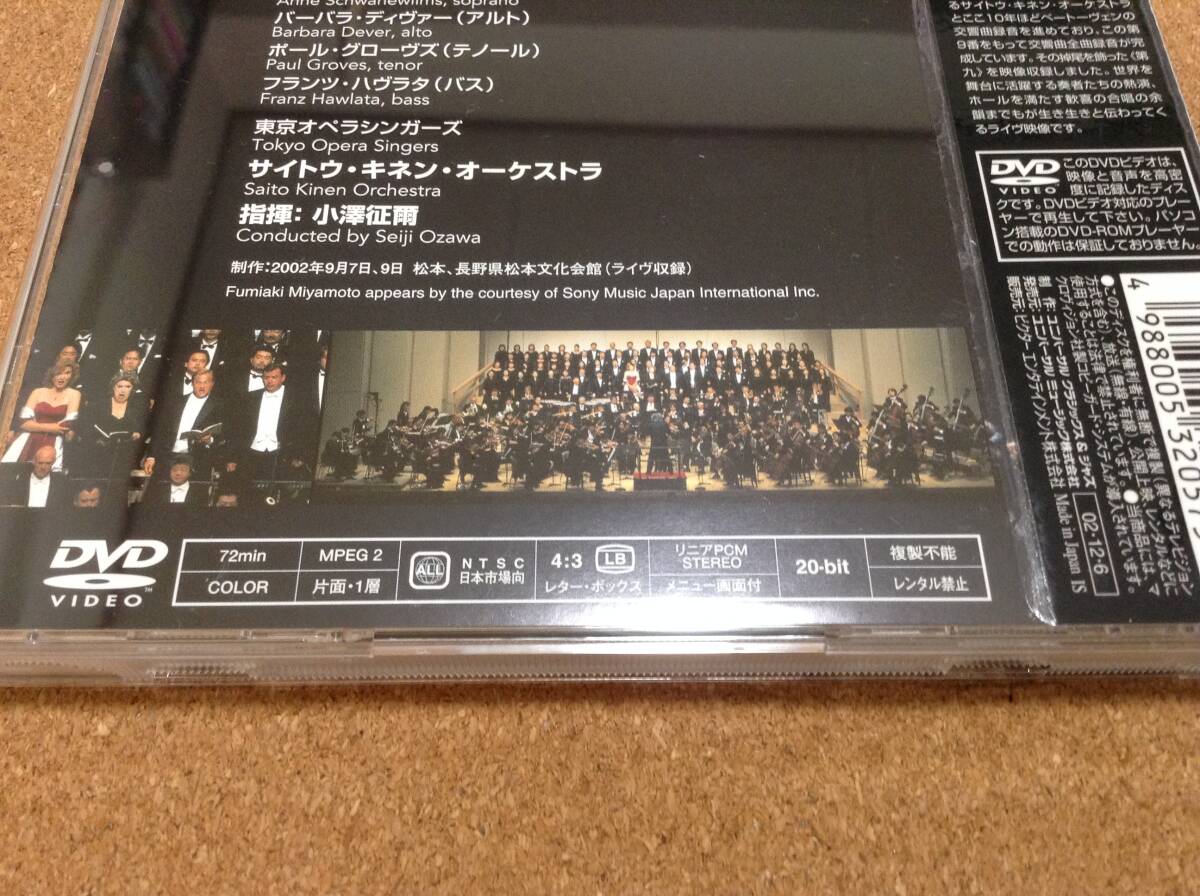 Anne Schwanewilms, soprano
バーバラ・ディヴァー（アルト）
Barbara Dever, alto
ポール・グローヴズ（テノール）
Paul Groves, tenor
フランツ・ハヴラタ（バス）
Franz Hawlata, bass
東京オペラシンガーズ
Tokyo Opera Singers
サイトウ・キネン・オーケストラ
Saito Kinen Orchestra
指揮：小澤征爾
Conducted by Seiji Ozawa
制作：2002年9月7日、9日 松本、長野県松本文化会館（ライヴ収録）
Fumiaki Miyamoto appears by the courtesy of Sony Music Japan International Inc.
DVD
VIDEO
72min
COLOR
MPEG 2
片面・1層
ALL
NTSC
日本市場向
4:3
LB
レター・ボックス
リニアPCM
STEREO
メニュー画面付
20-bit
複製不能
レンタル禁止
るサイトウ・キネン・オーケストラ
とここ10年ほどベートーヴェンの
交響曲録音を進めており、この第
9番をもって交響曲全曲録音が完
成しています。その掉尾を飾った《第
九》を映像収録しました。世界を
舞台に活躍する奏者たちの熱演、
ホールを満たす歓喜の合唱の余
韻までもが生き生きと伝わってく
るライヴ映像です。
DVD
VIDEO
このDVDビデオは、
映像と音声を高密
度に記録したディス
クです。DVDビデオ対応のプレー
ヤーで再生して下さい。パソコ
ン搭載のDVD-ROMプレーヤー
での動作は保証しておりません。
4 988005 3205
02・12・6
Made in Japan
IS